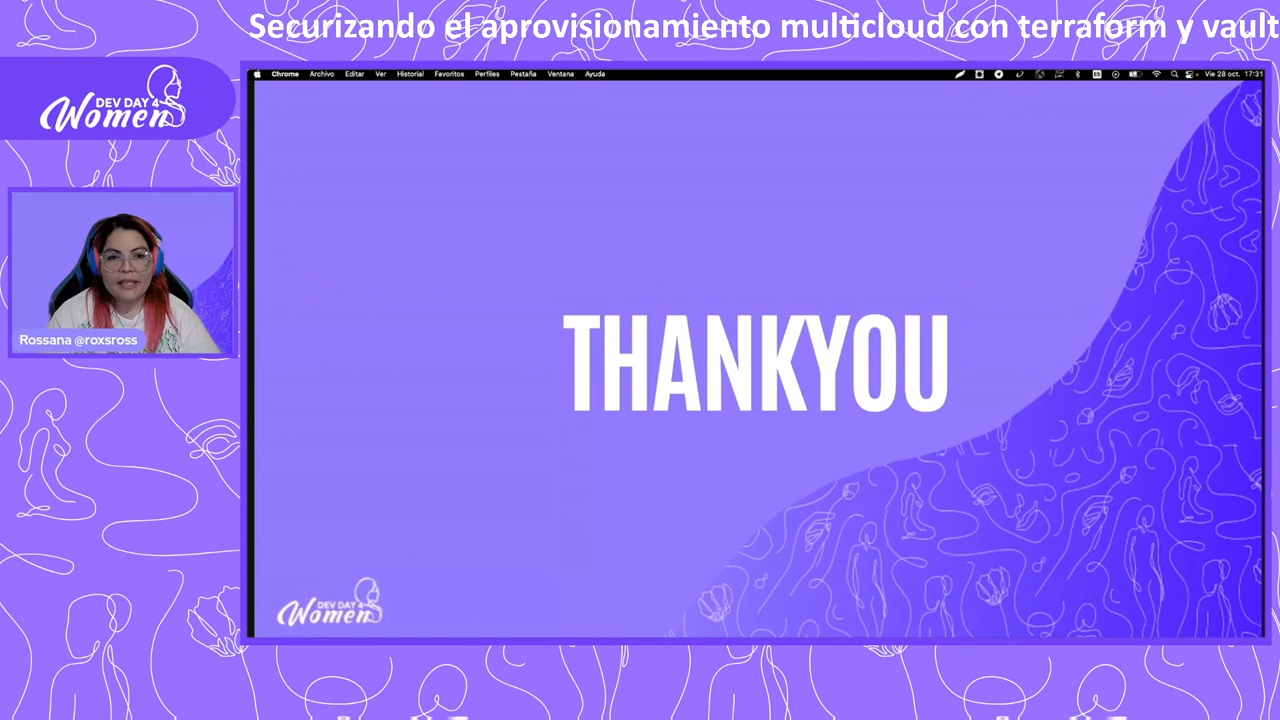 Securizando el aprovisionamiento multicloud con terraform y vault
DEV DAY 4
Women
Chrome Archivo Editar Ver Historial Favoritos Perfiles Pestaña Ventana Ayuda
Vie 28 oct. 17:31
Rossana @roxsross
THANKYOU
DEV DAY 4
Women